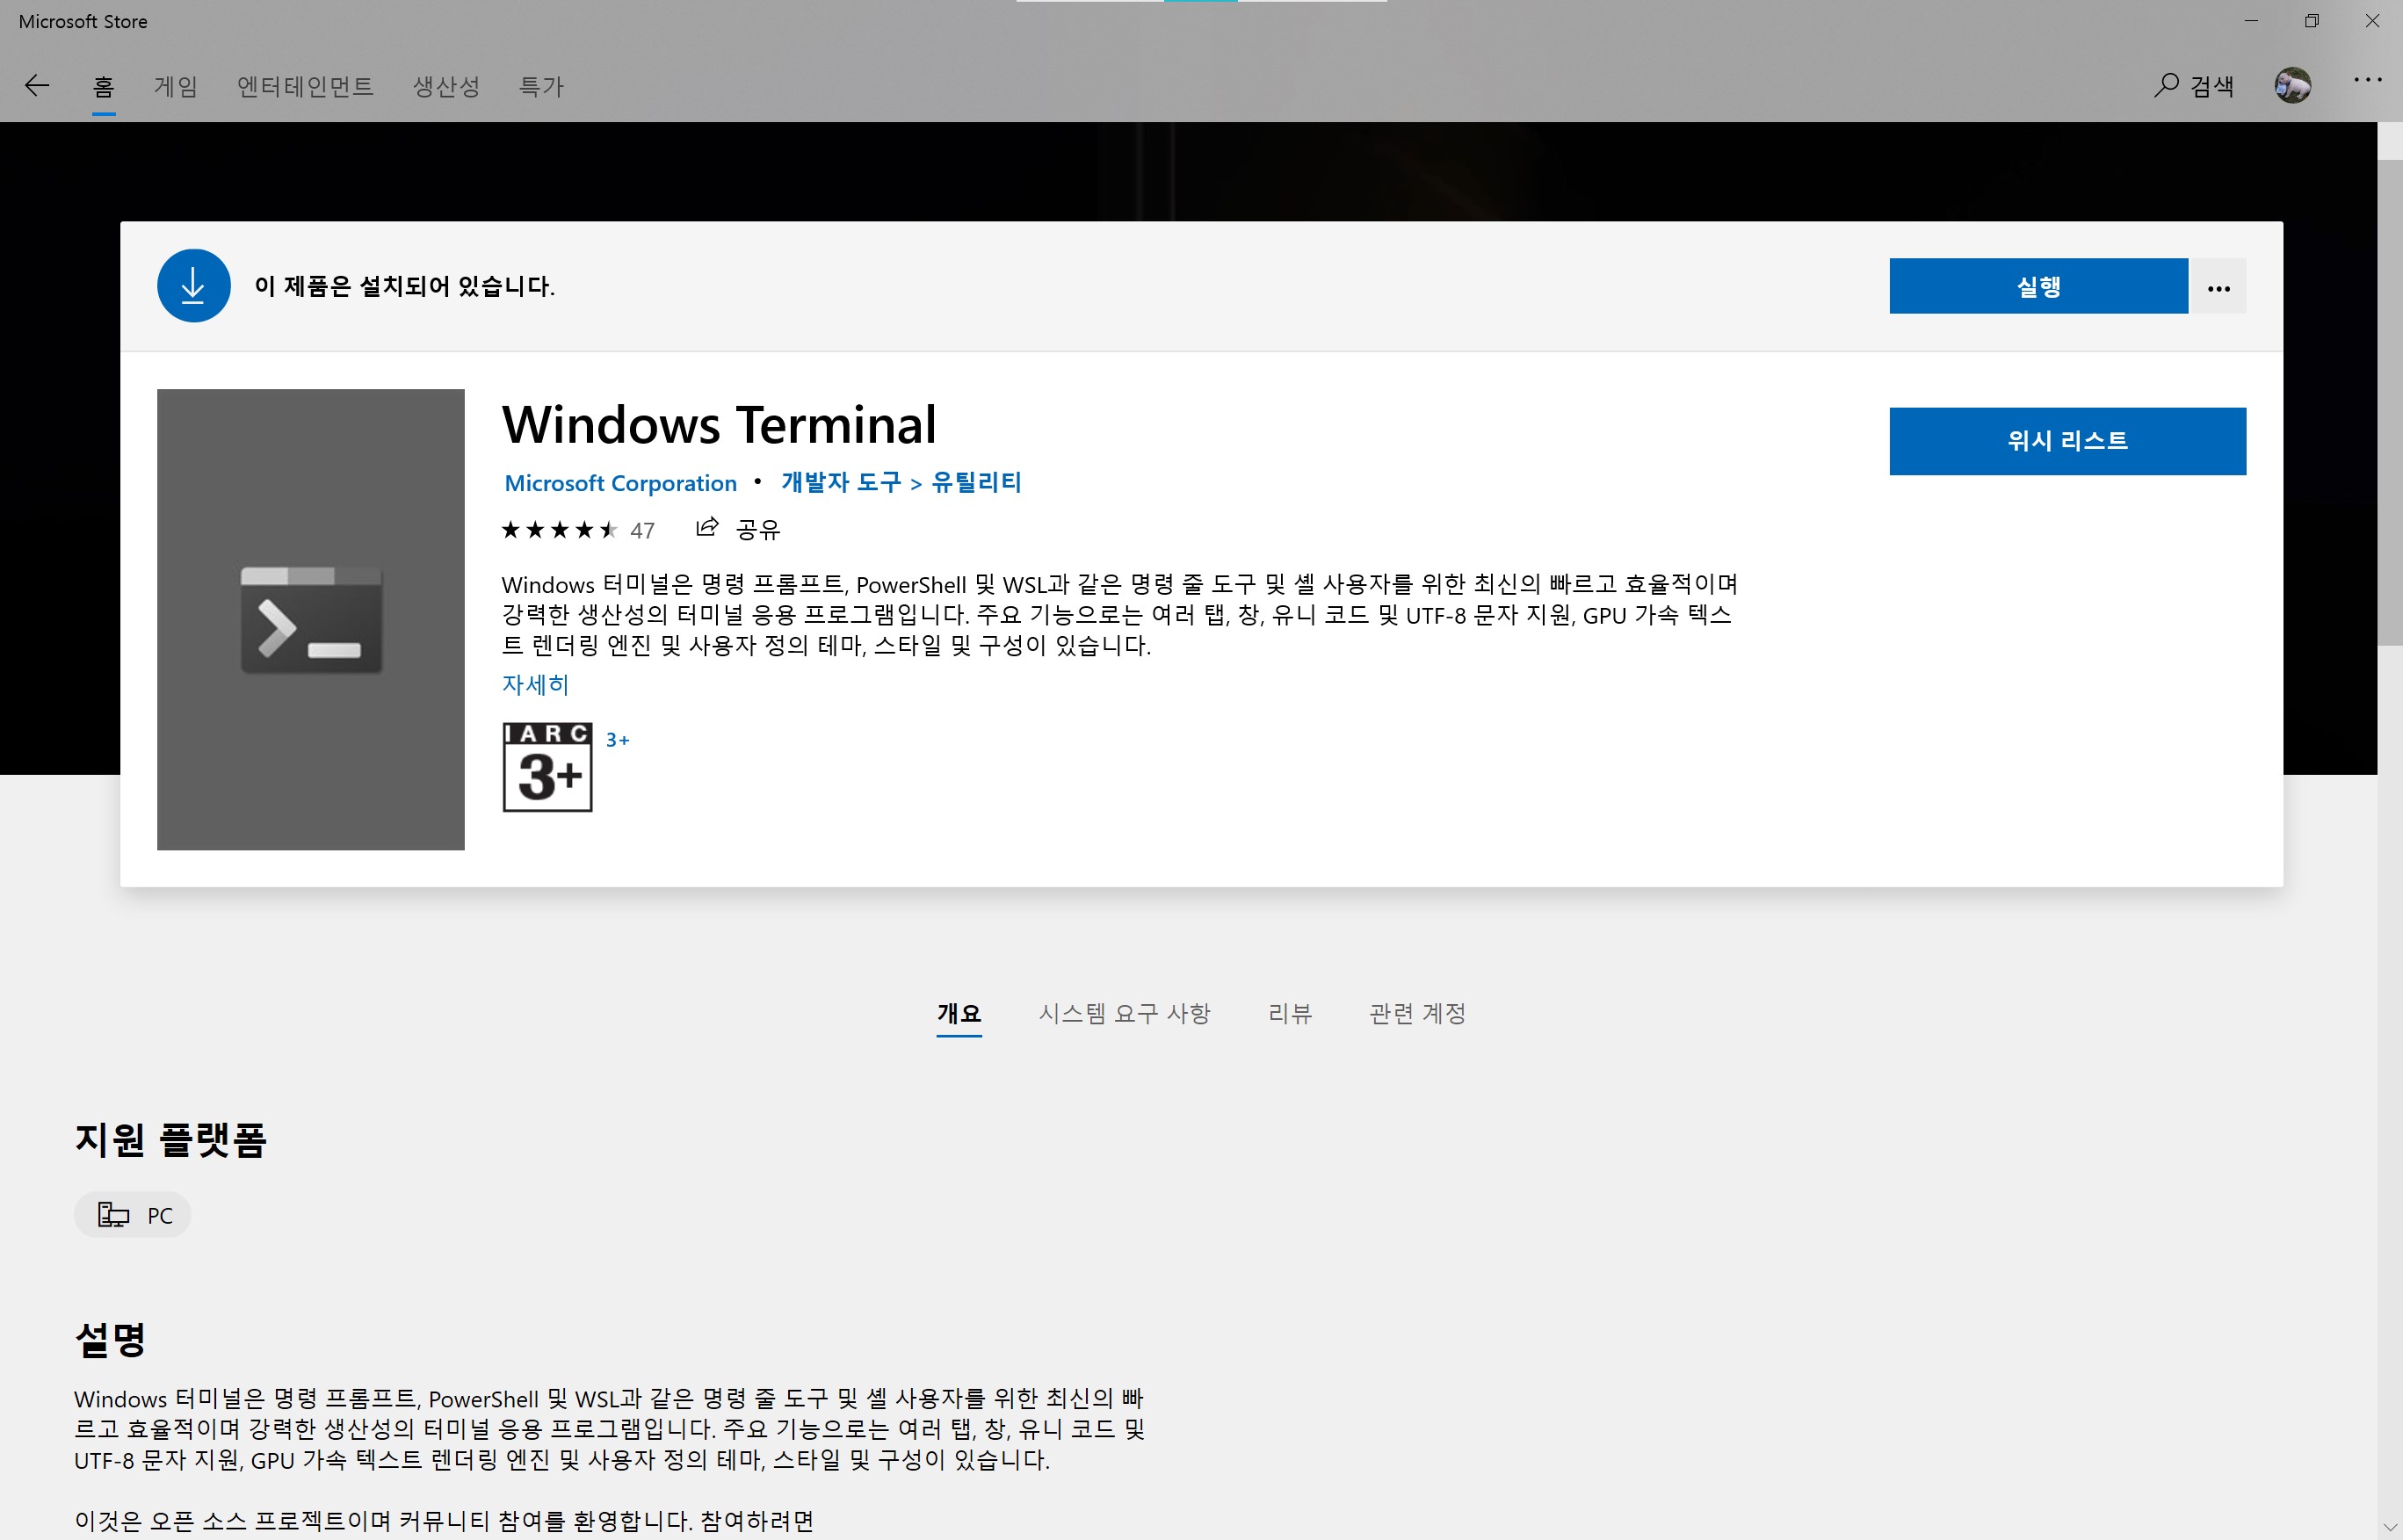 Microsoft Store
홈 게임 엔터테인먼트 생산성 특가 검색
이 제품은 설치되어 있습니다.
실행
Windows Terminal
위시 리스트
Microsoft Corporation • 개발자 도구 > 유틸리티
47 공유
Windows 터미널은 명령 프롬프트, PowerShell 및 WSL과 같은 명령 줄 도구 및 셸 사용자를 위한 최신의 빠르고 효율적이며
강력한 생산성의 터미널 응용 프로그램입니다. 주요 기능으로는 여러 탭, 창, 유니 코드 및 UTF-8 문자 지원, GPU 가속 텍스
트 렌더링 엔진 및 사용자 정의 테마, 스타일 및 구성이 있습니다.
자세히
IARC
3+
3+
개요 시스템 요구 사항 리뷰 관련 계정
지원 플랫폼
PC
설명
Windows 터미널은 명령 프롬프트, PowerShell 및 WSL과 같은 명령 줄 도구 및 셸 사용자를 위한 최신의 빠
르고 효율적이며 강력한 생산성의 터미널 응용 프로그램입니다. 주요 기능으로는 여러 탭, 창, 유니 코드 및
UTF-8 문자 지원, GPU 가속 텍스트 렌더링 엔진 및 사용자 정의 테마, 스타일 및 구성이 있습니다.
이것은 오픈 소스 프로젝트이며 커뮤니티 참여를 환영합니다. 참여하려면